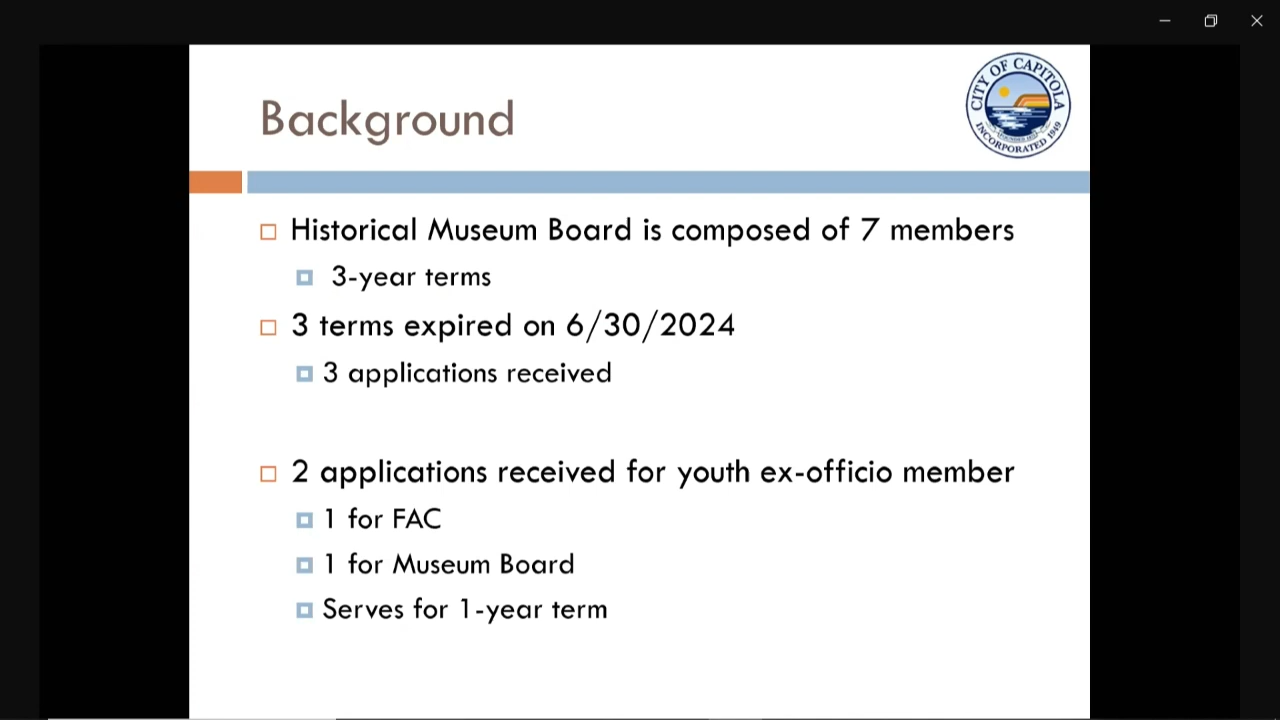 Background
CITY OF CAPITOLA
INCORPORATED 1949
Historical Museum Board is composed of 7 members
3-year terms
3 terms expired on 6/30/2024
3 applications received
2 applications received for youth ex-officio member
1 for FAC
1 for Museum Board
Serves for 1-year term